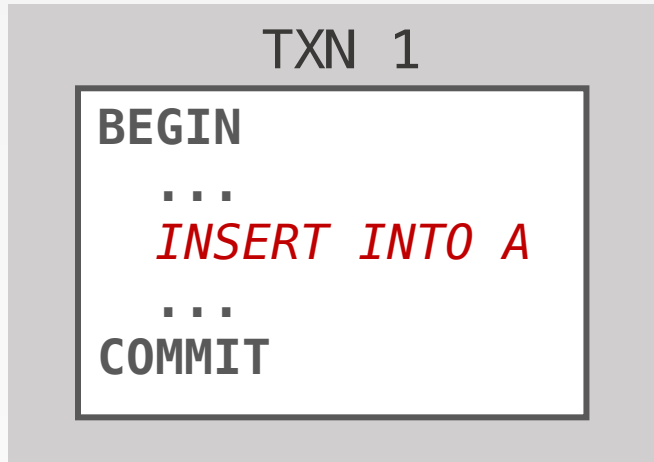 TXN 1
BEGIN
...
INSERT INTO A
...
COMMIT